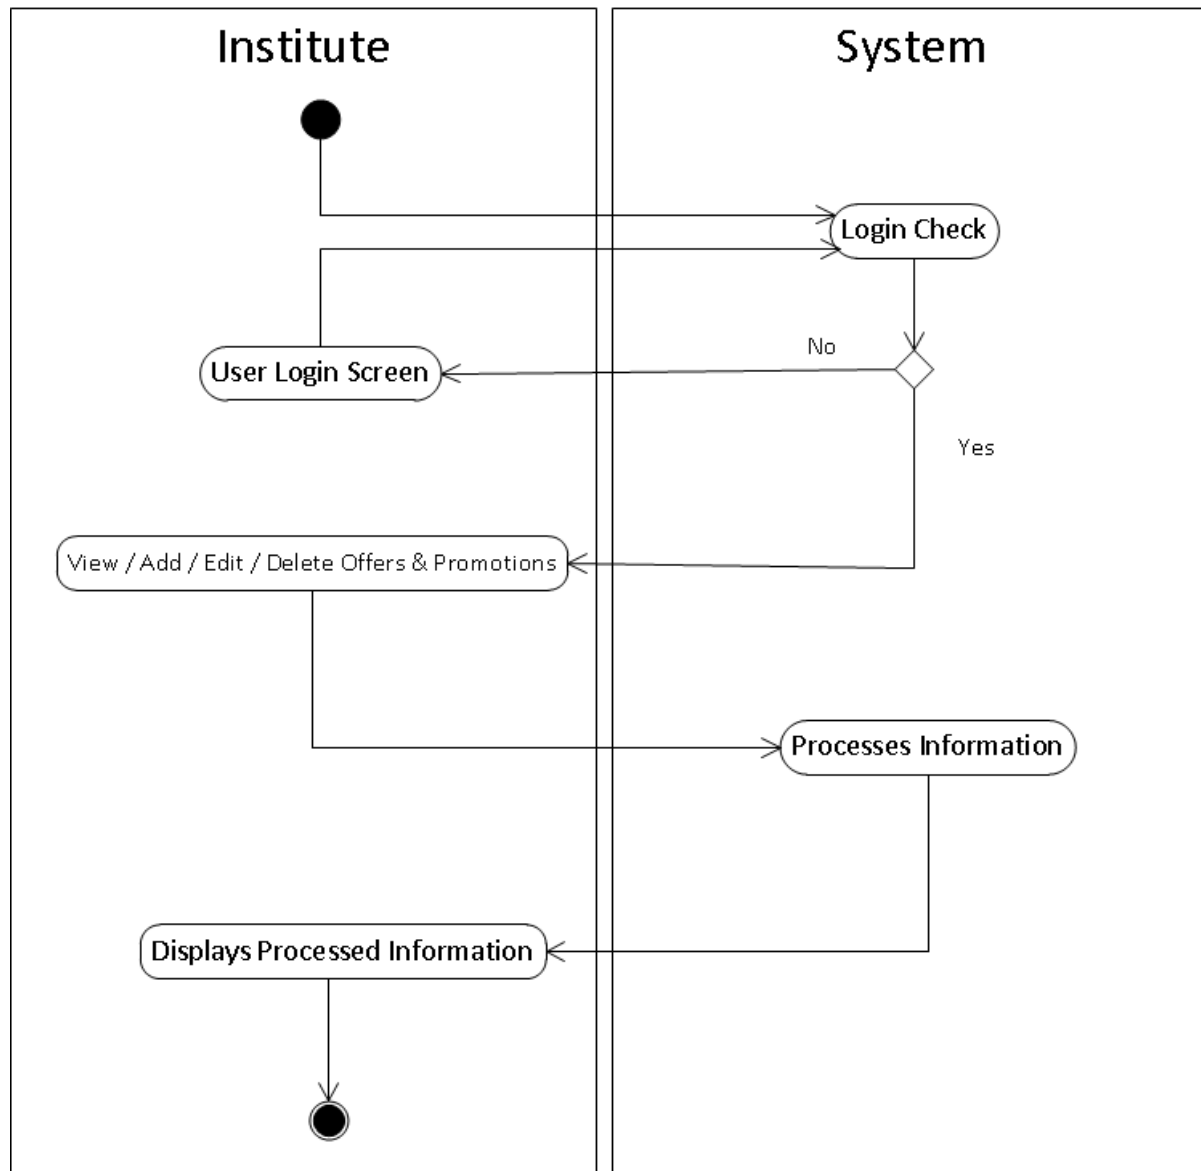 Institute
System
Login Check
No
User Login Screen
Yes
View / Add / Edit / Delete Offers & Promotions
Processes Information
Displays Processed Information